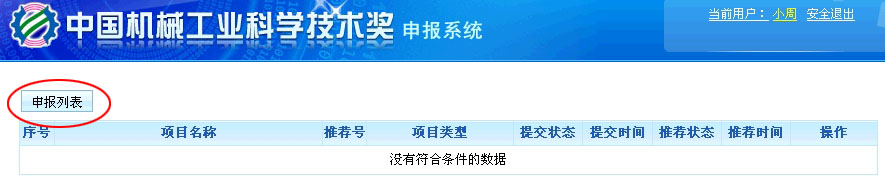 中国机械工业科学技术奖 申报系统 当前用户： 小周 安全退出
申报列表
序号 项目名称 推荐号 项目类型 提交状态 提交时间 推荐状态 推荐时间 操作
没有符合条件的数据